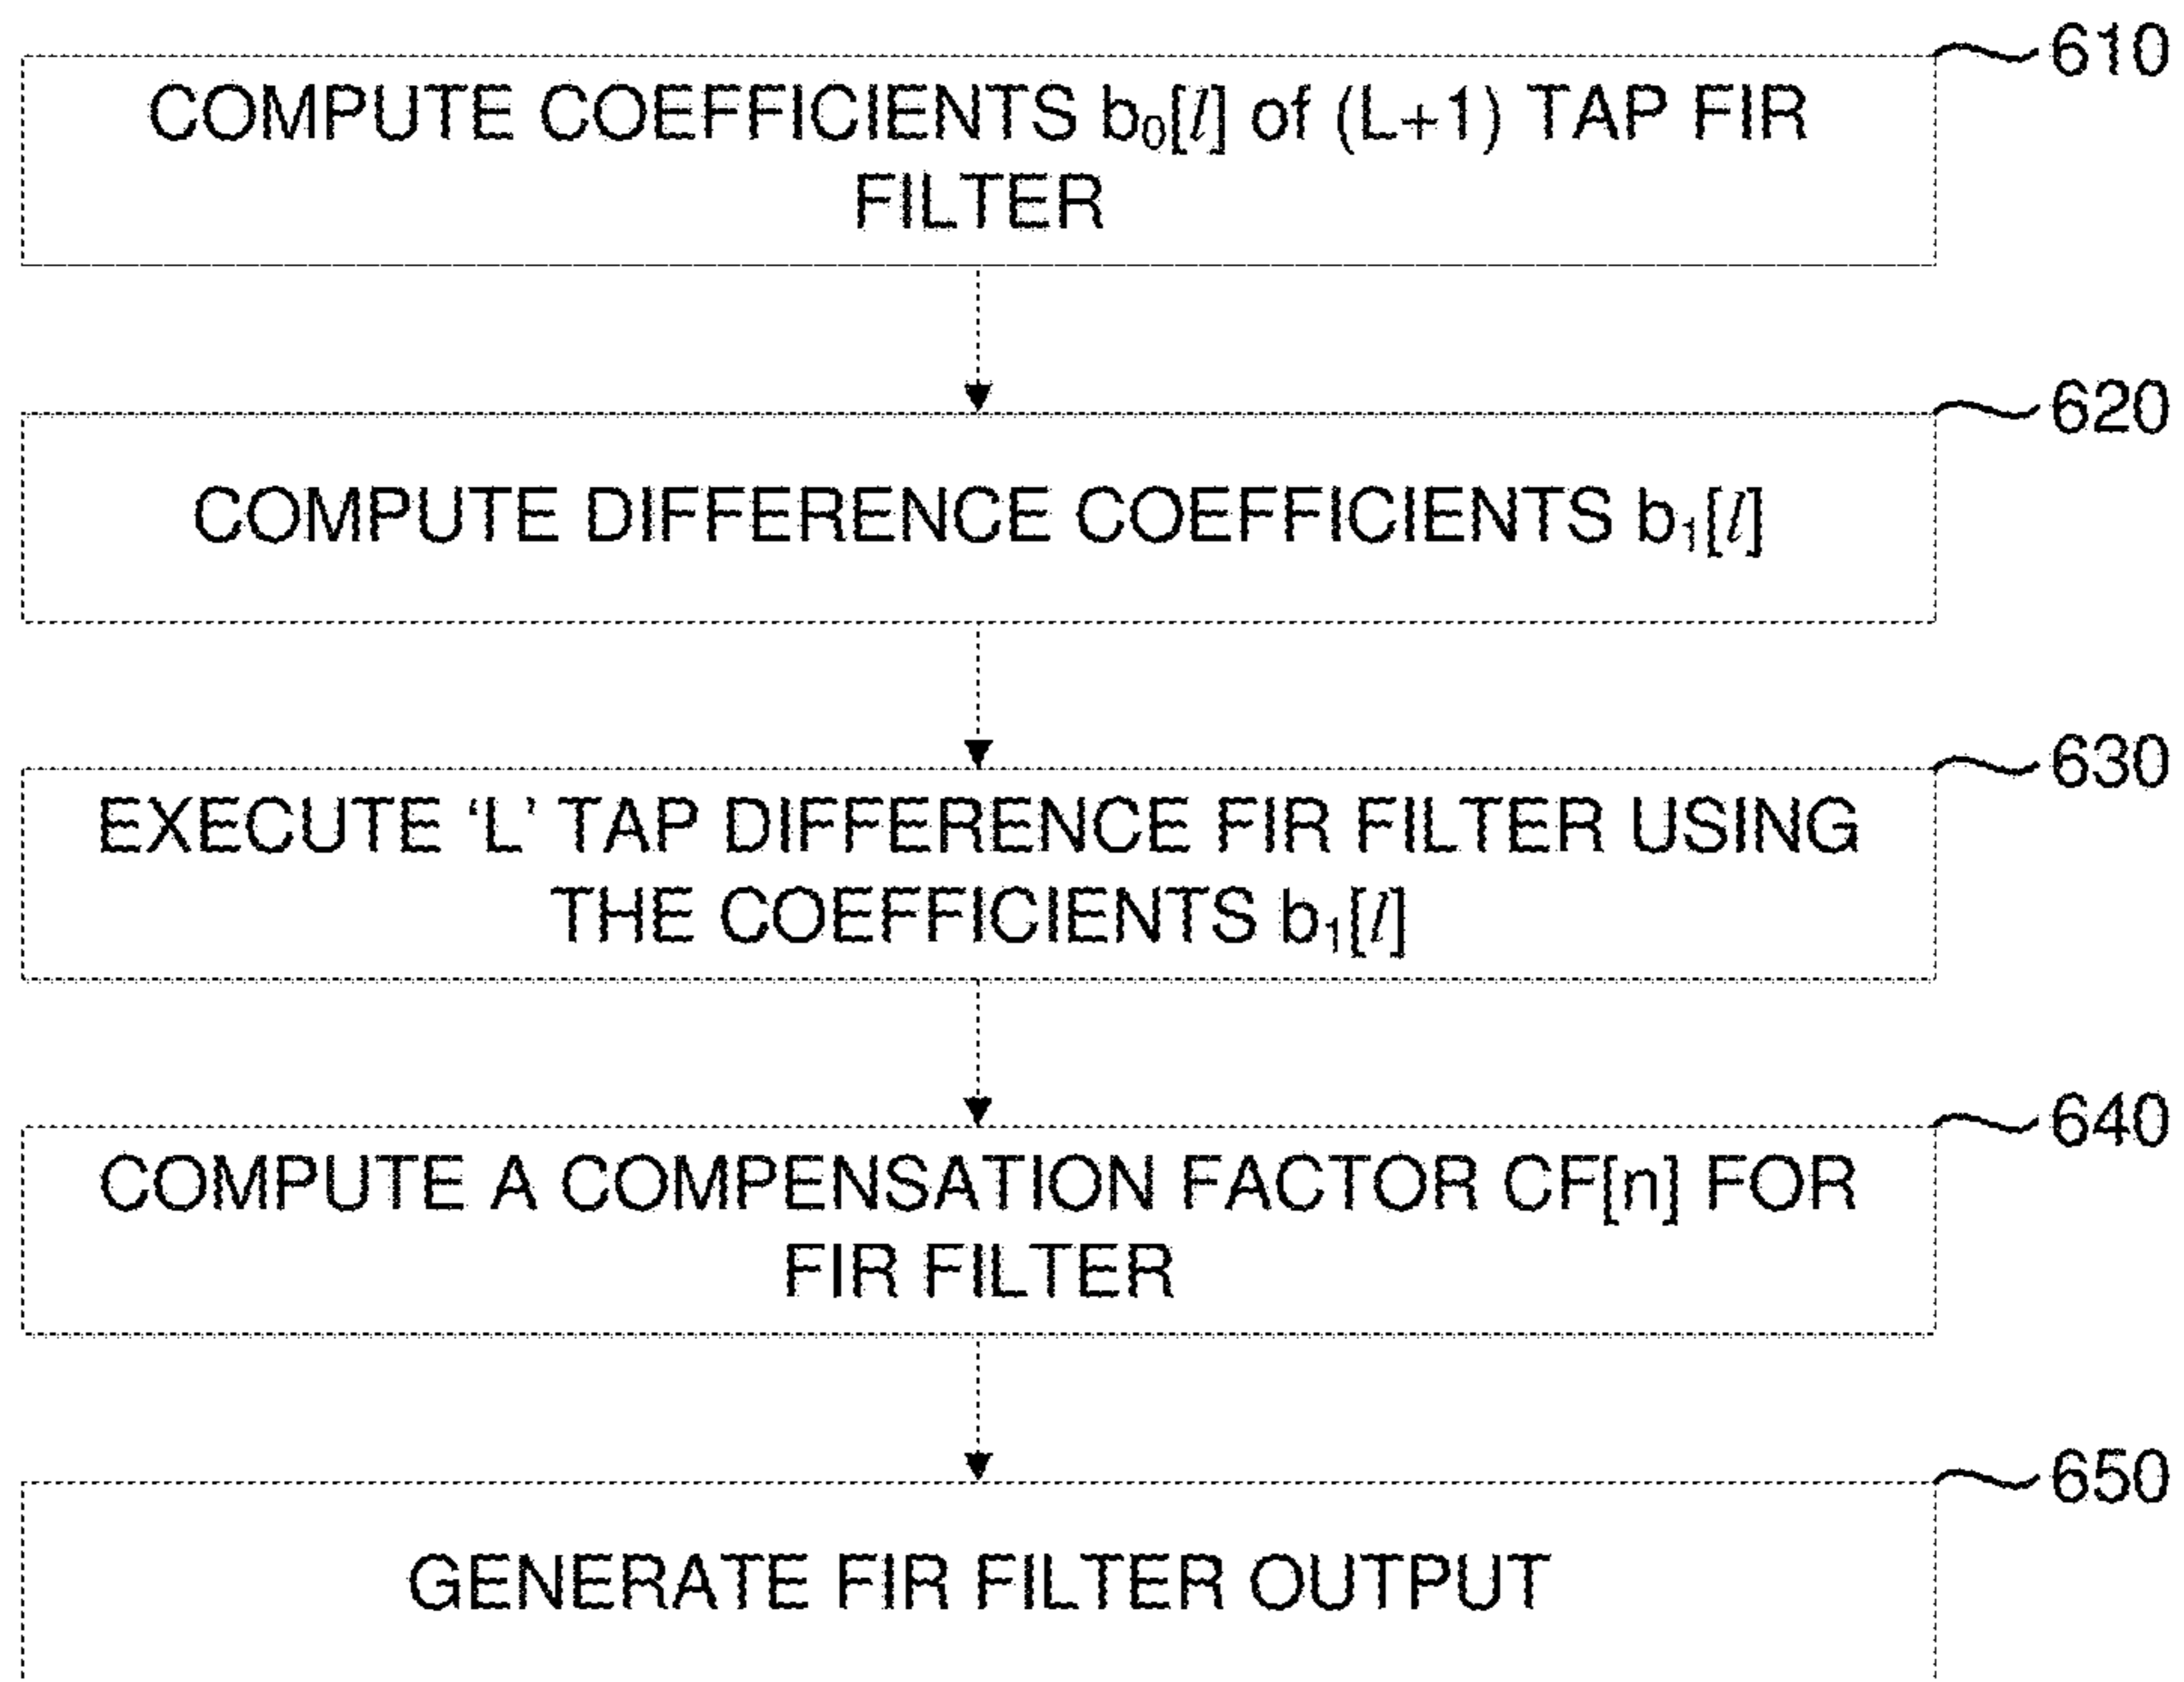 610
COMPUTE COEFFICIENTS b₀[l] of (L+1) TAP FIR
FILTER
620
COMPUTE DIFFERENCE COEFFICIENTS b₁[l]
630
EXECUTE ‘L’ TAP DIFFERENCE FIR FILTER USING
THE COEFFICIENTS b₁[l]
640
COMPUTE A COMPENSATION FACTOR CF[n] FOR
FIR FILTER
650
GENERATE FIR FILTER OUTPUT